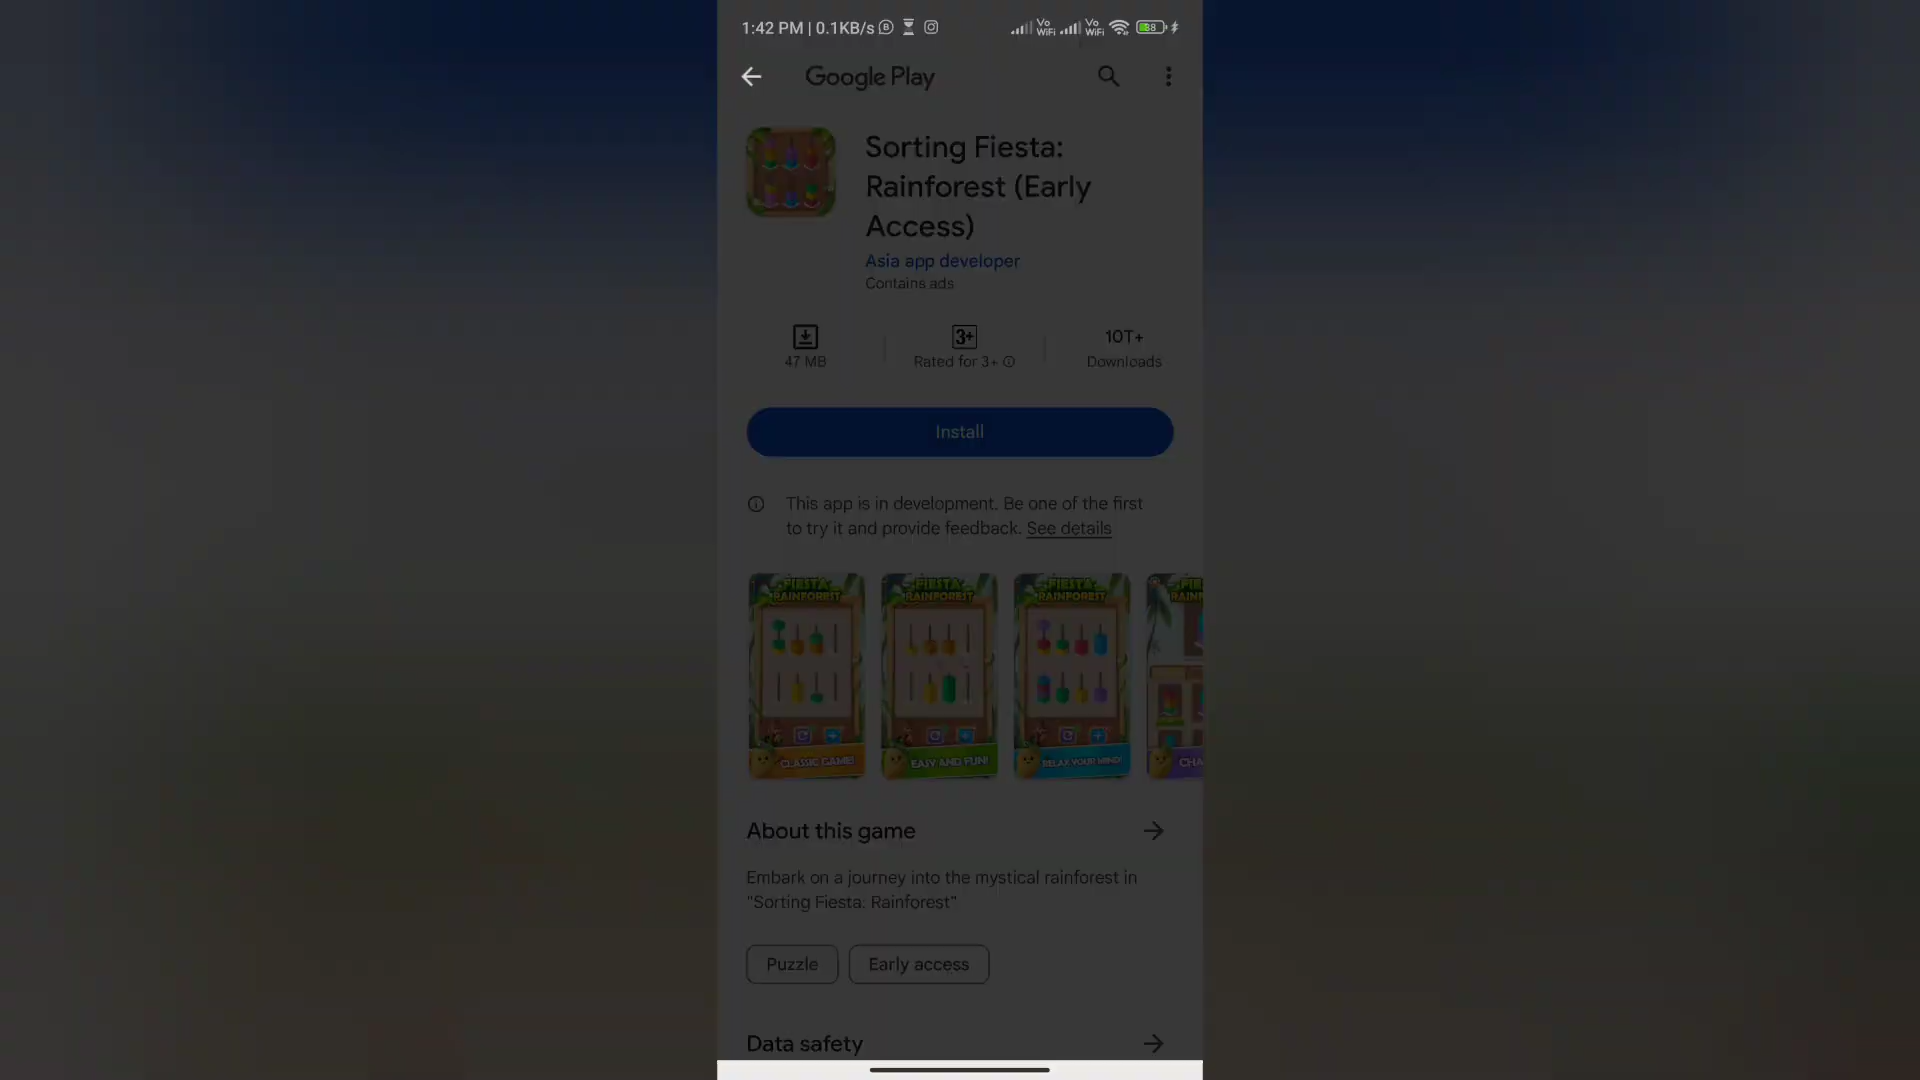 1:42 PM | 0.1KB/s
Vo
WiFi
Vo
WiFi
38
Google Play
Sorting Fiesta:
Rainforest (Early
Access)
Asia app developer
Contains ads
3+
10T+
47 MB
Rated for 3+
Downloads
Install
This app is in development. Be one of the first
to try it and provide feedback. See details
FIESTA
RAINFOREST
FIESTA
RAINFOREST
FIESTA
RAINFOREST
CLASSIC GAME!
EASY AND FUN!
RELAX YOUR MIND!
CHA
About this game
Embark on a journey into the mystical rainforest in
"Sorting Fiesta: Rainforest"
Puzzle
Early access
Data safety